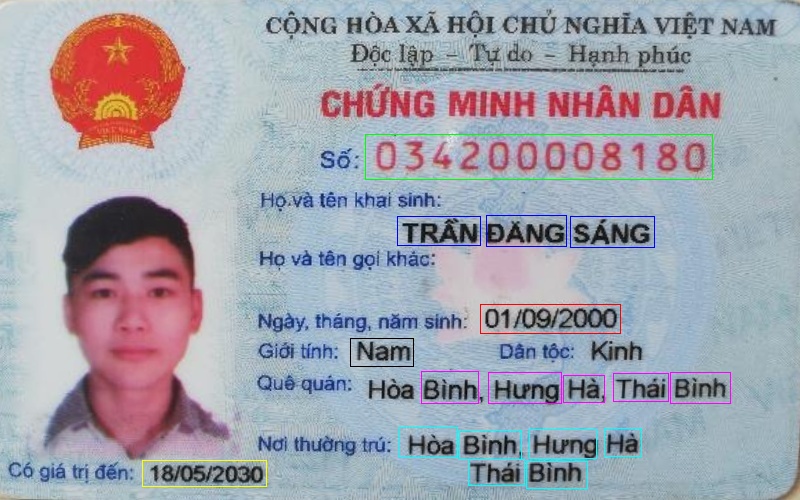 CỘNG HÒA XÃ HỘI CHỦ NGHĨA VIỆT NAM
Độc lập - Tự do - Hạnh phúc
CHỨNG MINH NHÂN DÂN
Số: 034200008180
Họ và tên khai sinh:
TRẦN ĐĂNG SÁNG
Họ và tên gọi khác:
Ngày, tháng, năm sinh: 01/09/2000
Giới tính: Nam Dân tộc: Kinh
Quê quán: Hòa Bình, Hưng Hà, Thái Bình
Nơi thường trú: Hòa Bình, Hưng Hà
Thái Bình
Có giá trị đến: 18/05/2030
VIỆT NAM